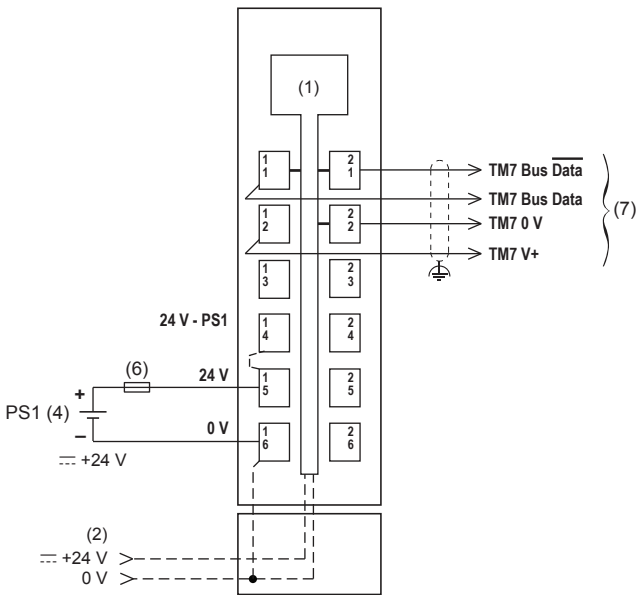 (1)
1 1
2 1
TM7 Bus Data
TM7 Bus Data
1 2
2 2
TM7 0 V
(7)
TM7 V+
1 3
2 3
24 V - PS1
1 4
2 4
(6)
24 V
1 5
2 5
+
PS1 (4)
0 V
1 6
2 6
–
+24 V
(2)
+24 V
0 V